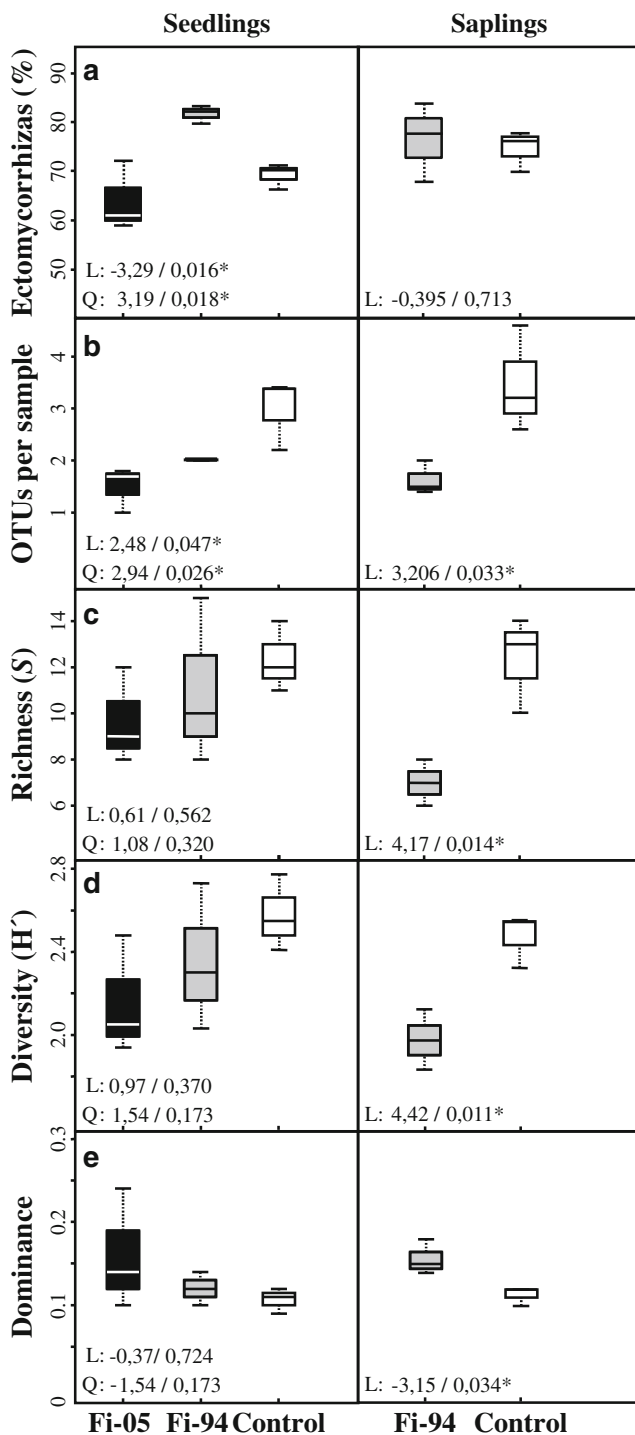 Seedlings Saplings
a
Ectomycorrhizas (%)
90
80
70
60
50
L: -3,29 / 0,016*
Q: 3,19 / 0,018*
L: -0,395 / 0,713
b
OTUs per sample
4
3
2
1
L: 2,48 / 0,047*
Q: 2,94 / 0,026*
L: 3,206 / 0,033*
c
Richness (S)
14
12
10
8
6
L: 0,61 / 0,562
Q: 1,08 / 0,320
L: 4,17 / 0,014*
d
Diversity (H´)
2.8
2.4
2.0
L: 0,97 / 0,370
Q: 1,54 / 0,173
L: 4,42 / 0,011*
e
Dominance
0.3
0.2
0.1
0
L: -0,37/ 0,724
Q: -1,54 / 0,173
L: -3,15 / 0,034*
Fi-05 Fi-94 Control Fi-94 Control